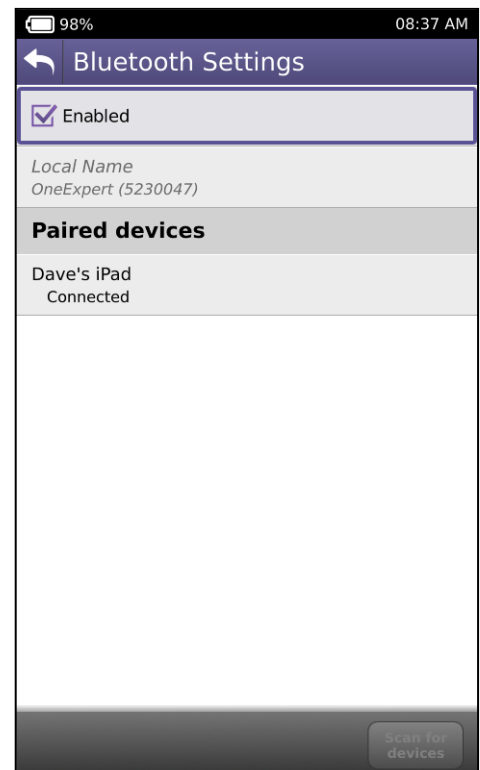 98% 08:37 AM
Bluetooth Settings
Enabled
Local Name
OneExpert (5230047)
Paired devices
Dave's iPad
Connected
Scan for
devices